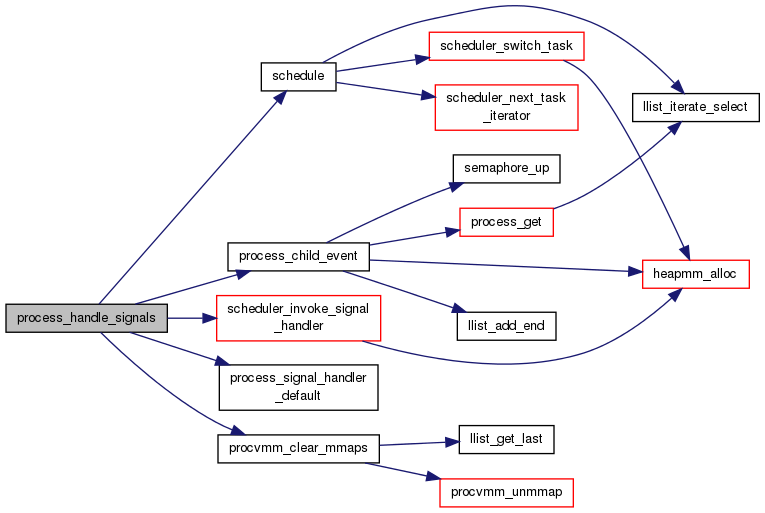 scheduler_switch_task
schedule
scheduler_next_task
_iterator
llist_iterate_select
semaphore_up
process_get
process_child_event
heapmm_alloc
process_handle_signals
scheduler_invoke_signal
_handler
llist_add_end
process_signal_handler
_default
procvmm_clear_mmaps
llist_get_last
procvmm_unmmap